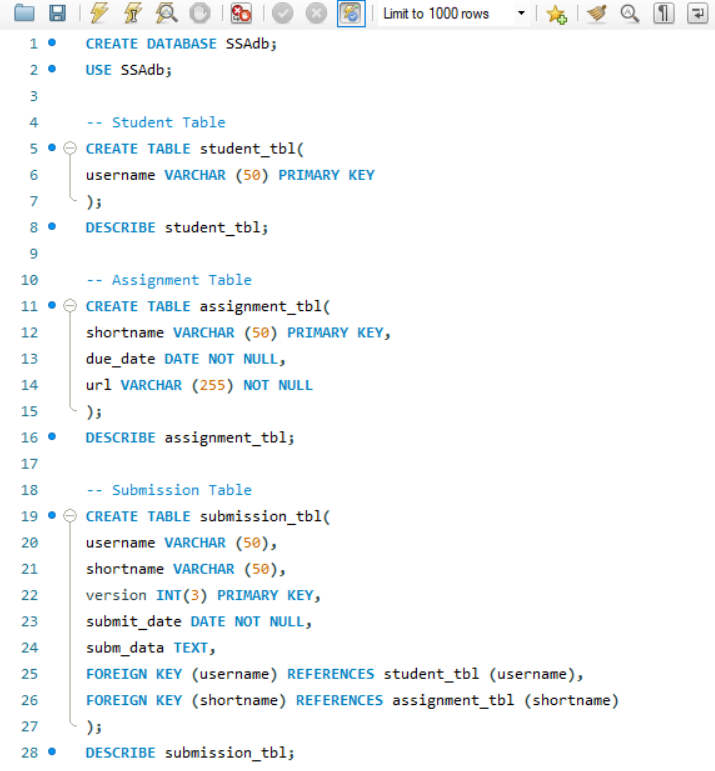 Limit to 1000 rows
1 CREATE DATABASE SSAdb;
2 USE SSAdb;
3
4 -- Student Table
5 CREATE TABLE student_tbl(
6 username VARCHAR (50) PRIMARY KEY
7 );
8 DESCRIBE student_tbl;
9
10 -- Assignment Table
11 CREATE TABLE assignment_tbl(
12 shortname VARCHAR (50) PRIMARY KEY,
13 due_date DATE NOT NULL,
14 url VARCHAR (255) NOT NULL
15 );
16 DESCRIBE assignment_tbl;
17
18 -- Submission Table
19 CREATE TABLE submission_tbl(
20 username VARCHAR (50),
21 shortname VARCHAR (50),
22 version INT(3) PRIMARY KEY,
23 submit_date DATE NOT NULL,
24 subm_data TEXT,
25 FOREIGN KEY (username) REFERENCES student_tbl (username),
26 FOREIGN KEY (shortname) REFERENCES assignment_tbl (shortname)
27 );
28 DESCRIBE submission_tbl;